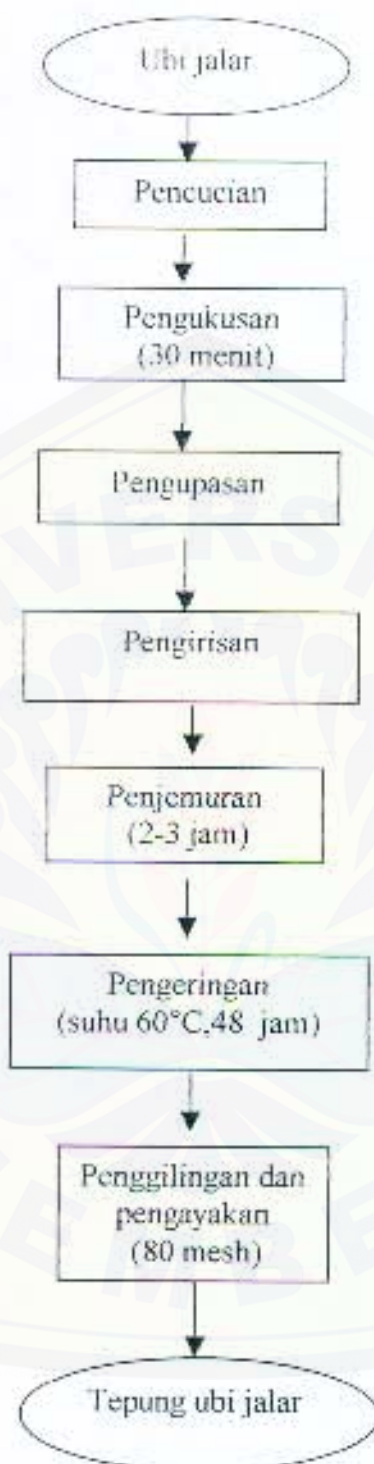 Ubi jalar
Pencucian
Pengukusan
(30 menit)
Pengupasan
Pengirisan
Penjemuran
(2-3 jam)
Pengeringan
(suhu 60°C,48 jam)
Penggilingan dan
pengayakan
(80 mesh)
Tepung ubi jalar